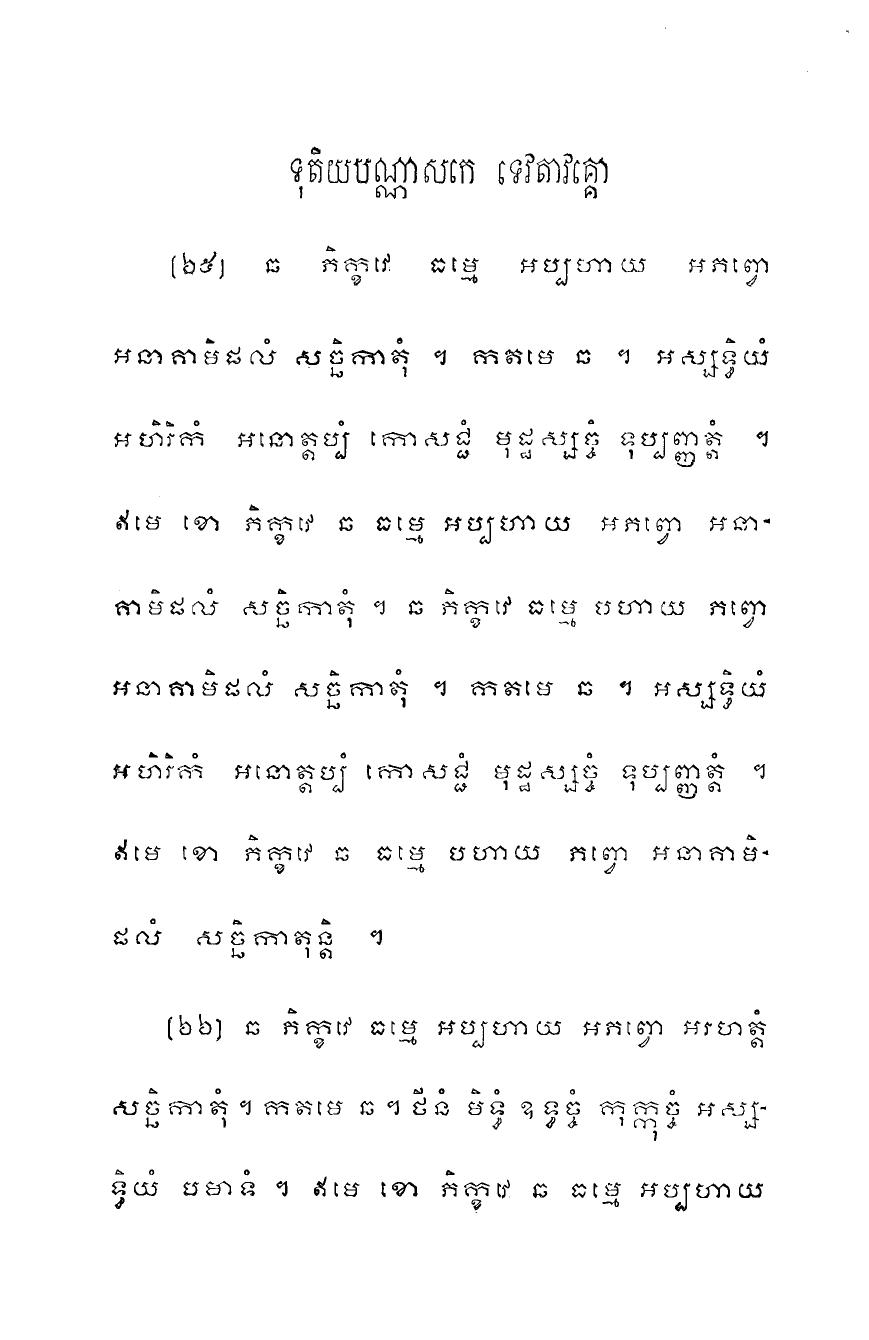 ទុតិយបណ្ណាសកេ ទេវតាវគ្គោ
[៦៥] ឆ ភិក្ខវេ ធម្មេ អប្បហាយ អភព្វោ
អនាគាមិផលំ សច្ឆិកាតុំ ។ កតមេ ឆ ។ អស្សទ្ធិយំ
អហិរិកំ អនោត្តប្បំ កោសជ្ជំ មុដ្ឋស្សច្ចំ ទុប្បញ្ញត្តំ ។
ឥមេ ខោ ភិក្ខវេ ឆ ធម្មេ អប្បហាយ អភព្វោ អនា-
គាមិផលំ សច្ឆិកាតុំ ។ ឆ ភិក្ខវេ ធម្មេ បហាយ ភព្វោ
អនាគាមិផលំ សច្ឆិកាតុំ ។ កតមេ ឆ ។ អស្សទ្ធិយំ
អហិរិកំ អនោត្តប្បំ កោសជ្ជំ មុដ្ឋស្សច្ចំ ទុប្បញ្ញត្តំ ។
ឥមេ ខោ ភិក្ខវេ ឆ ធម្មេ បហាយ ភព្វោ អនាគាមិ-
ផលំ សច្ឆិកាតុន្តិ ។
[៦៦] ឆ ភិក្ខវេ ធម្មេ អប្បហាយ អភព្វោ អរហត្តំ
សច្ឆិកាតុំ ។ កតមេ ឆ ។ ថីនំ មិទ្ធំ ឧទ្ធច្ចំ កុក្កុច្ចំ អស្ស-
ទ្ធិយំ បមាទំ ។ ឥមេ ខោ ភិក្ខវេ ឆ ធម្មេ អប្បហាយ